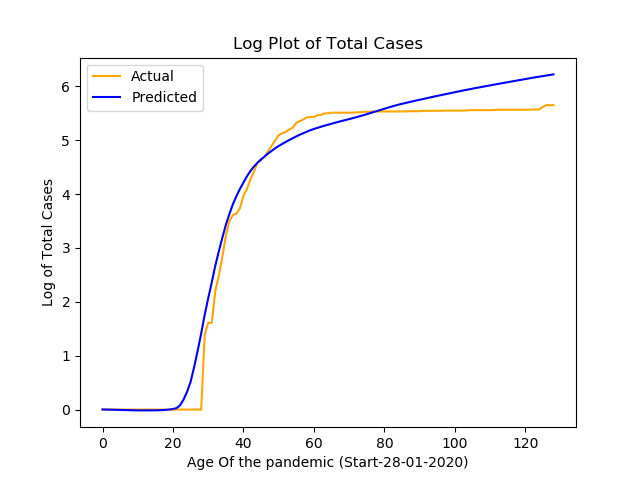 Log Plot of Total Cases
Actual
Predicted
Log of Total Cases
6
5
4
3
2
1
0
0 20 40 60 80 100 120
Age Of the pandemic (Start-28-01-2020)